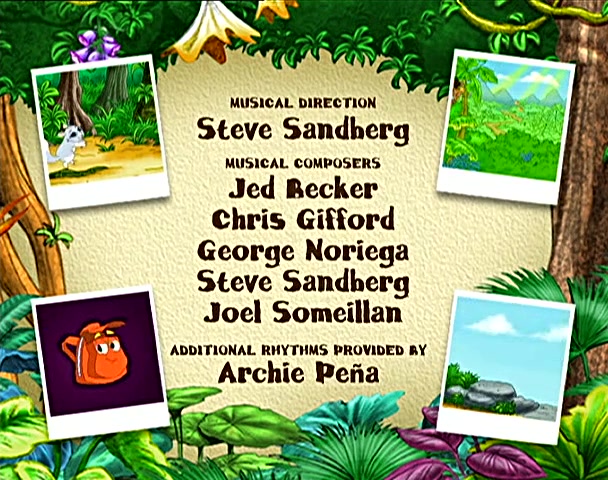 MUSICAL DIRECTION
Steve Sandberg
MUSICAL COMPOSERS
Jed Becker
Chris Gifford
George Noriega
Steve Sandberg
Joel Someillan
ADDITIONAL RHYTHMS PROVIDED BY
Archie Peña